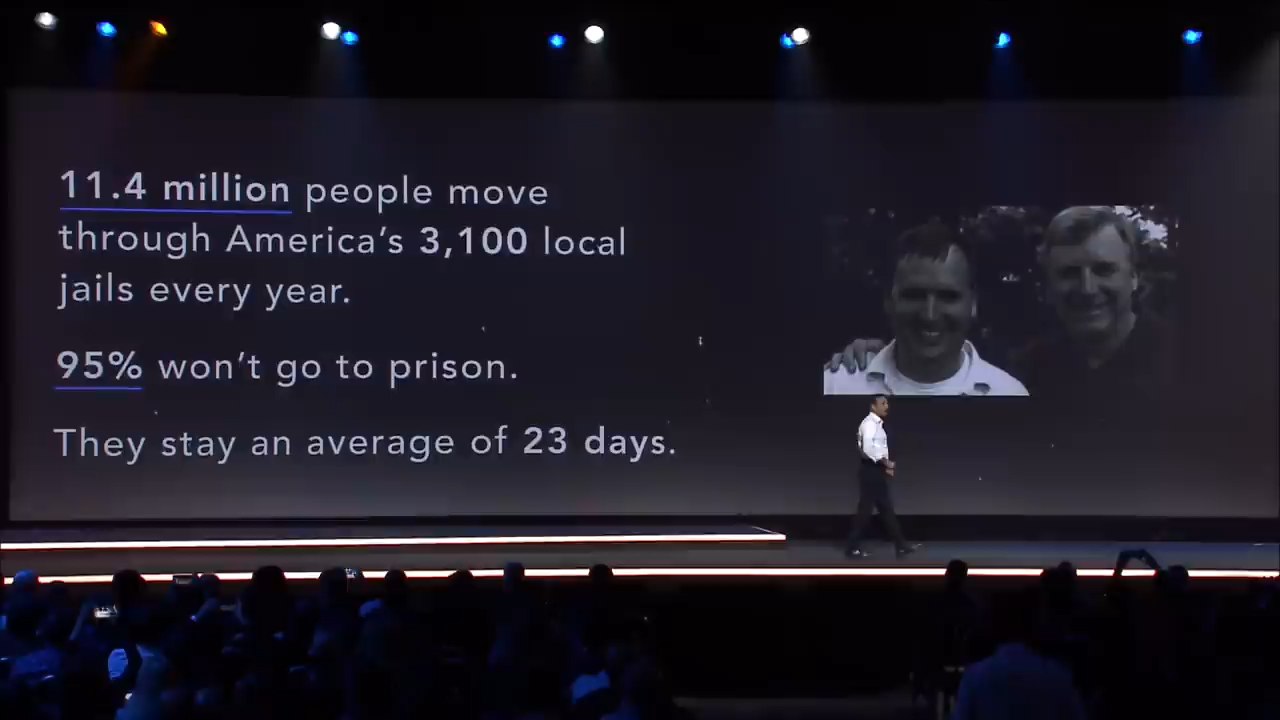 11.4 million people move
through America's 3,100 local
jails every year.
95% won't go to prison.
They stay an average of 23 days.